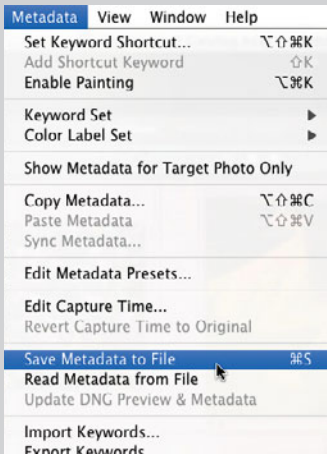 Metadata View Window Help
Set Keyword Shortcut... ⌥⇧⌘K
Add Shortcut Keyword ⇧K
Enable Painting ⌥⌘K
Keyword Set ▶
Color Label Set ▶
Show Metadata for Target Photo Only
Copy Metadata... ⌥⇧⌘C
Paste Metadata ⌥⇧⌘V
Sync Metadata...
Edit Metadata Presets...
Edit Capture Time...
Revert Capture Time to Original
Save Metadata to File ⌘S
Read Metadata from File
Update DNG Preview & Metadata
Import Keywords...
Export Keywords